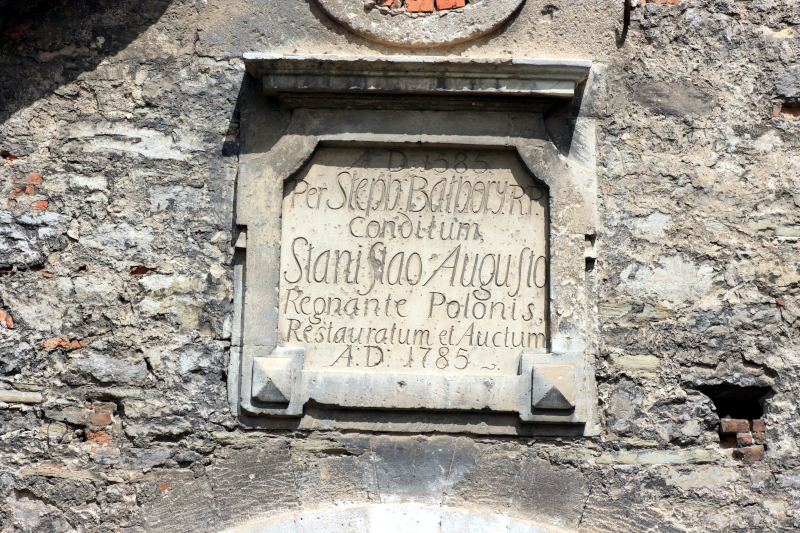 A D 1585
Per Steph: Bathory. R.P.
Conditum
Stanislao Augusto
Regnante Polonis.
Restauratum et Auctum
A.D. 1785